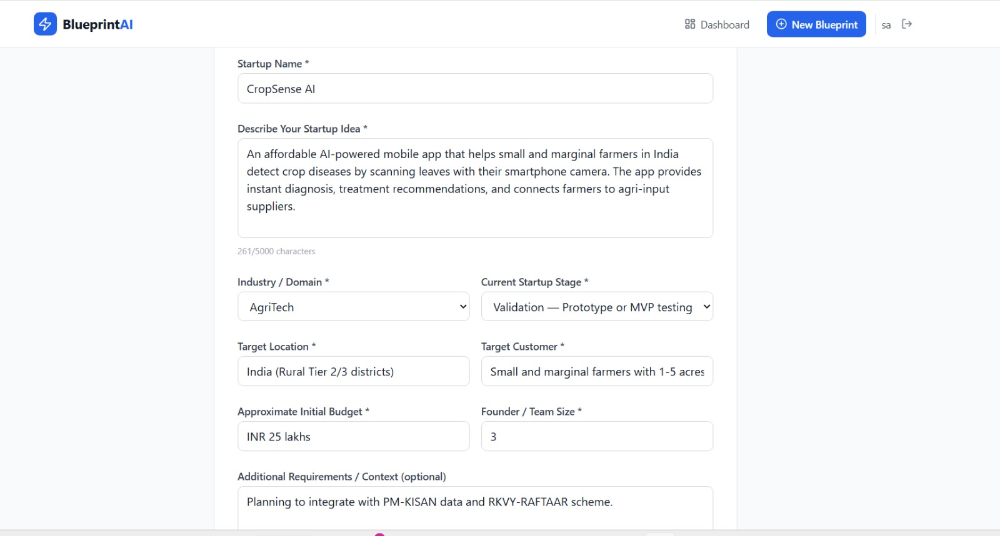 BlueprintAI
Dashboard
New Blueprint
sa
Startup Name *
CropSense AI
Describe Your Startup Idea *
An affordable AI-powered mobile app that helps small and marginal farmers in India
detect crop diseases by scanning leaves with their smartphone camera. The app provides
instant diagnosis, treatment recommendations, and connects farmers to agri-input
suppliers.
261/5000 characters
Industry / Domain *
Current Startup Stage *
AgriTech
Validation — Prototype or MVP testing
Target Location *
Target Customer *
India (Rural Tier 2/3 districts)
Small and marginal farmers with 1-5 acres
Approximate Initial Budget *
Founder / Team Size *
INR 25 lakhs
3
Additional Requirements / Context (optional)
Planning to integrate with PM-KISAN data and RKVY-RAFTAAR scheme.